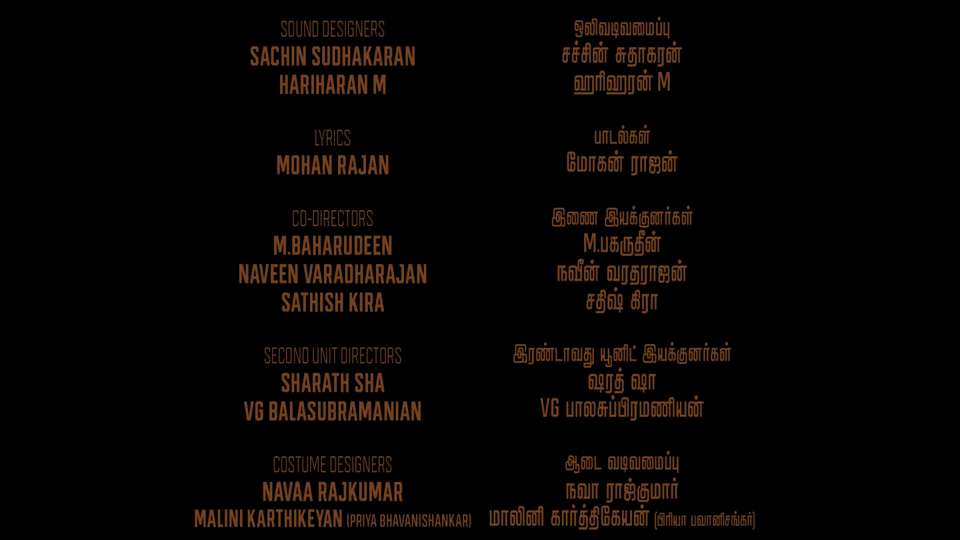 SOUND DESIGNERS
SACHIN SUDHAKARAN
HARIHARAN M
LYRICS
MOHAN RAJAN
CO-DIRECTORS
M.BAHARUDEEN
NAVEEN VARADHARAJAN
SATHISH KIRA
SECOND UNIT DIRECTORS
SHARATH SHA
VG BALASUBRAMANIAN
COSTUME DESIGNERS
NAVAA RAJKUMAR
MALINI KARTHIKEYAN (PRIYA BHAVANISHANKAR)
ஒலிவடிவமைப்பு
சச்சின் சுதாகரன்
ஹரிஹரன் M
பாடல்கள்
மோகன் ராஜன்
இணை இயக்குனர்கள்
M.பகருதீன்
நவீன் வரதராஜன்
சதிஷ் கிரா
இரண்டாவது யூனிட் இயக்குனர்கள்
ஷரத் ஷா
VG பாலசுப்பிரமணியன்
ஆடை வடிவமைப்பு
நவா ராஜ்குமார்
மாலினி கார்த்திகேயன் (பிரியா பவானிசங்கர்)